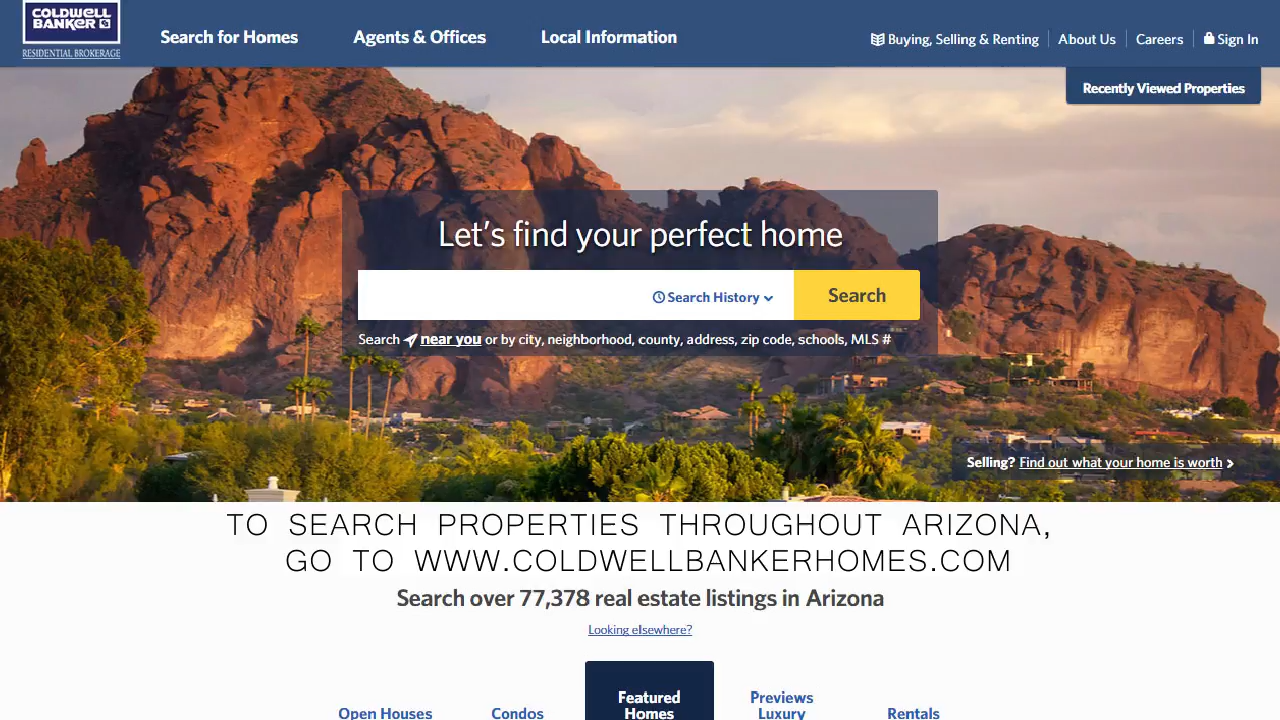 COLDWELL
BANKER
RESIDENTIAL BROKERAGE
Search for Homes
Agents & Offices
Local Information
Buying, Selling & Renting
About Us
Careers
Sign In
Recently Viewed Properties
Let's find your perfect home
Search History
Search
Search near you or by city, neighborhood, county, address, zip code, schools, MLS #
Selling? Find out what your home is worth
TO SEARCH PROPERTIES THROUGHOUT ARIZONA,
GO TO WWW.COLDWELLBANKERHOMES.COM
Search over 77,378 real estate listings in Arizona
Looking elsewhere?
Open Houses
Condos
Featured
Homes
Previews
Luxury
Rentals